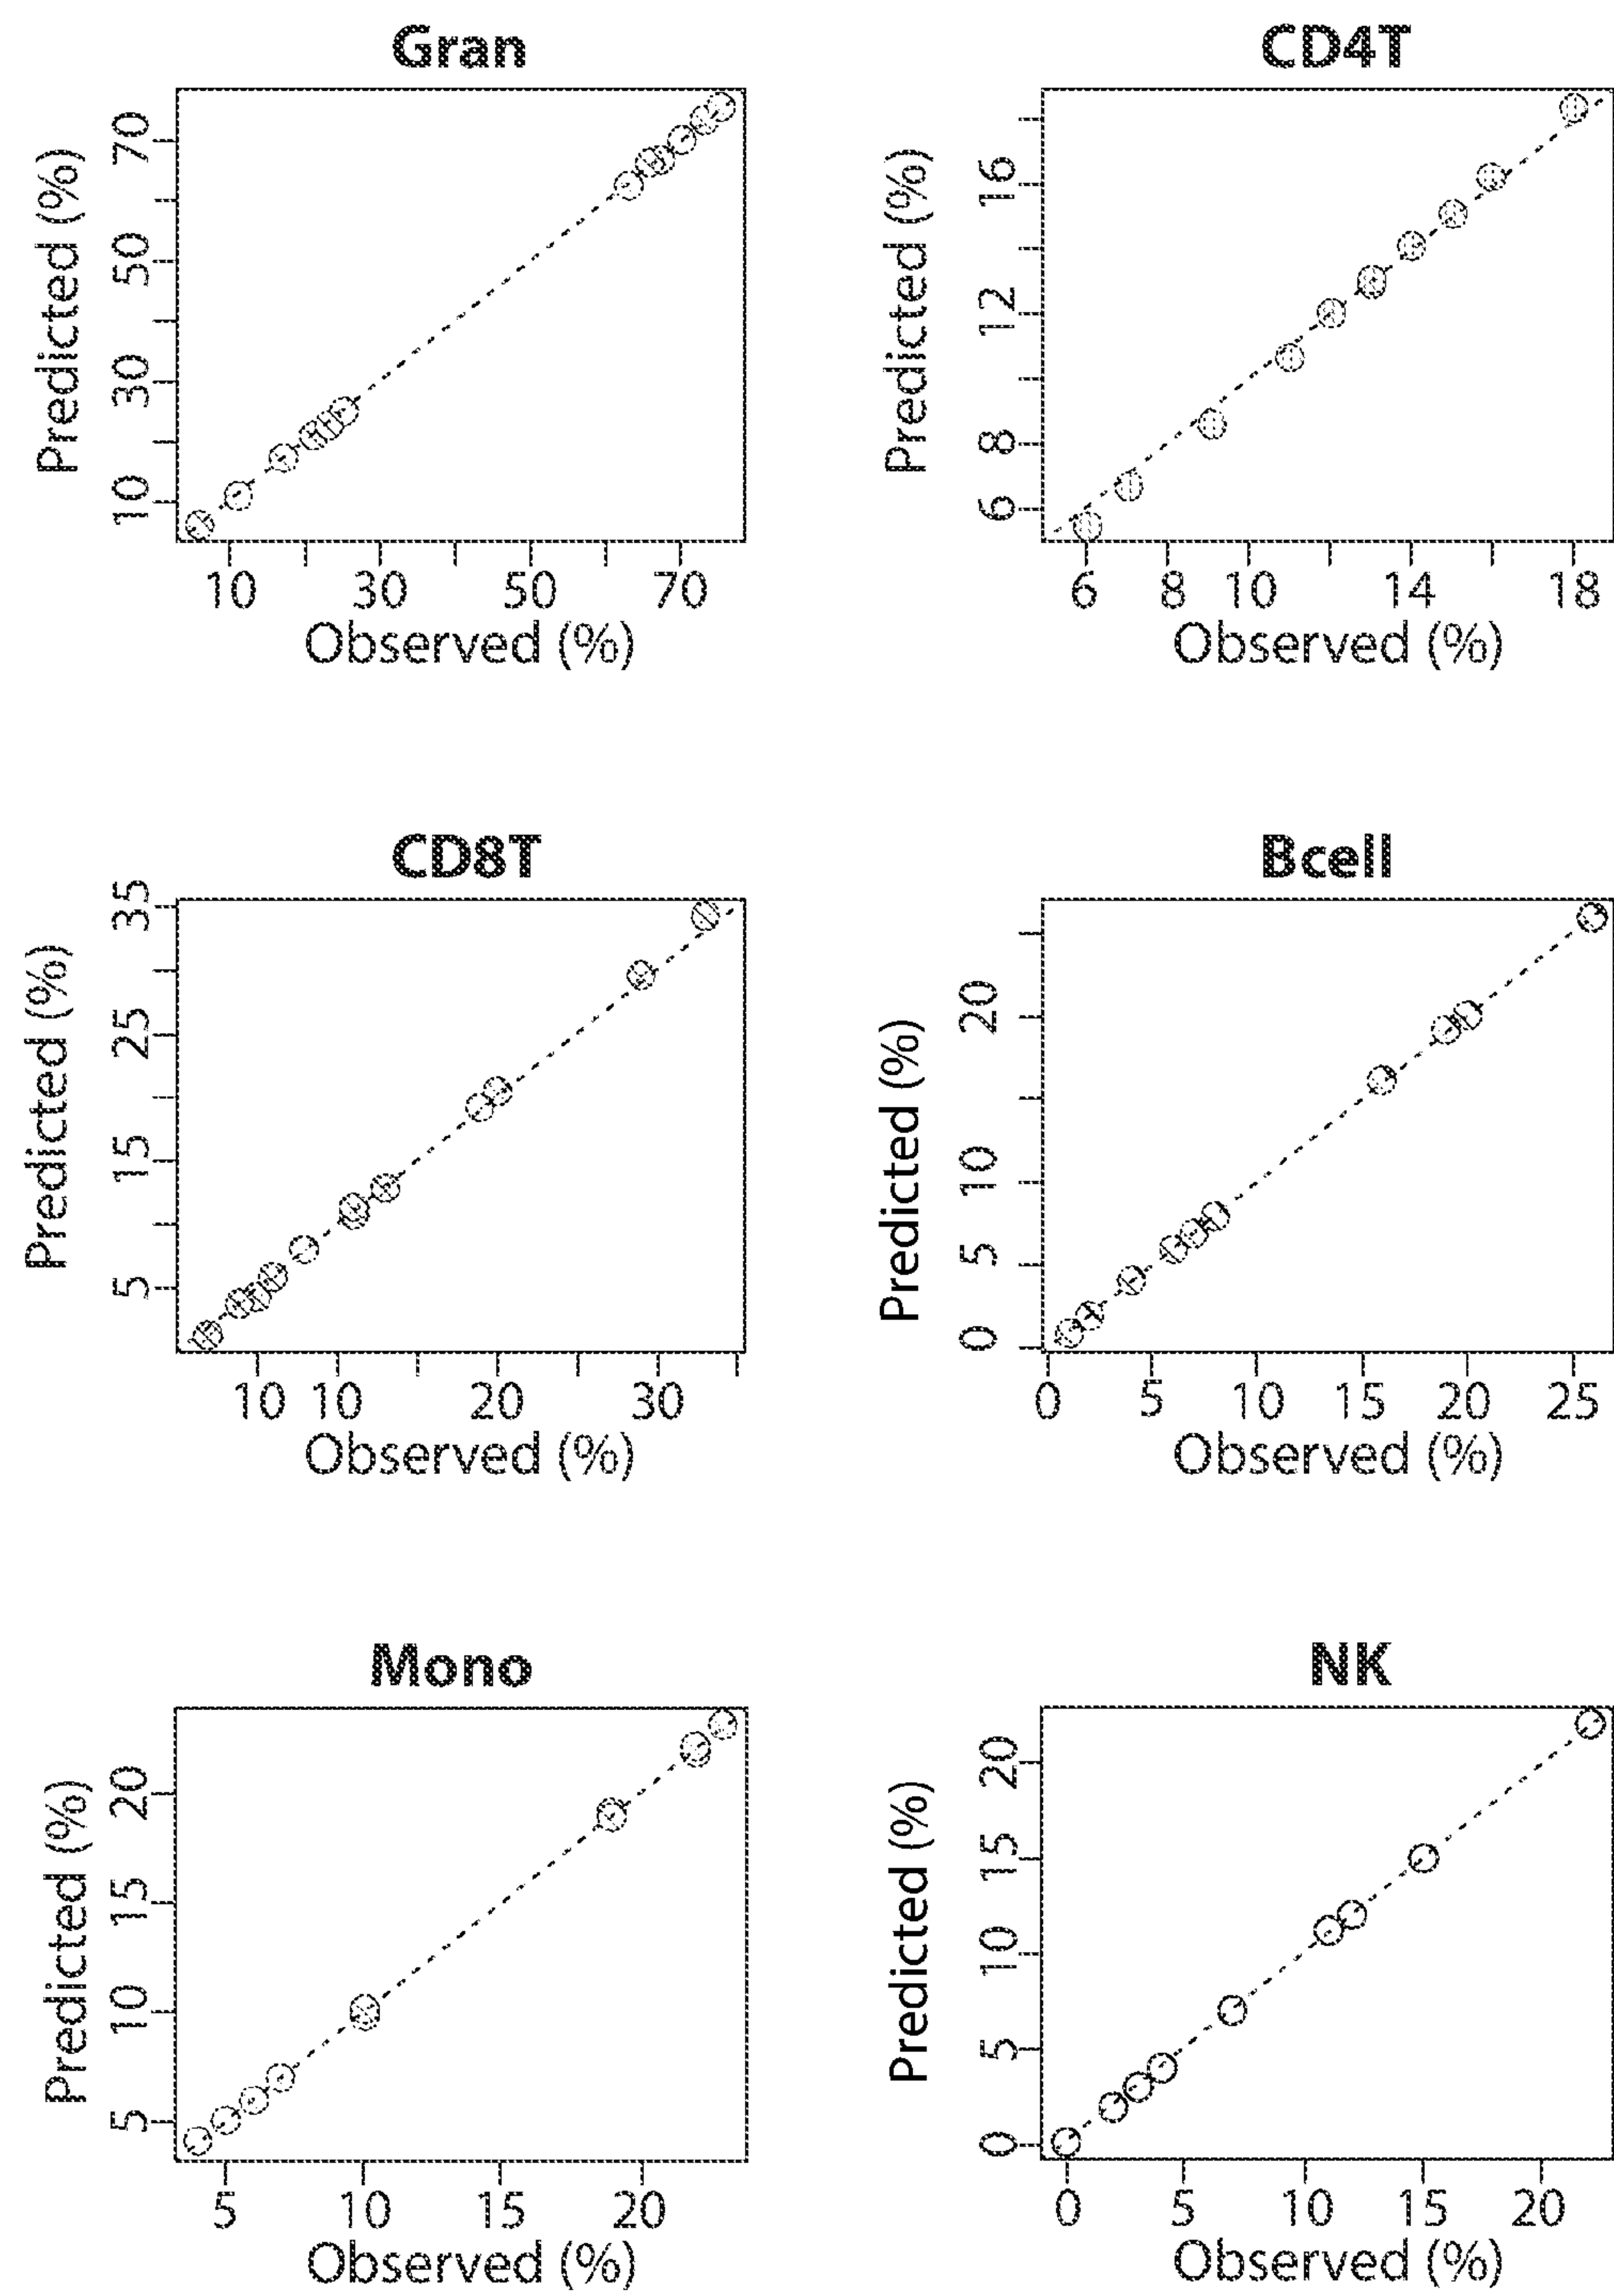 Gran
Predicted (%)
70
50
30
10
10 30 50 70
Observed (%)
CD4T
Predicted (%)
16
12
8
6
6 8 10 14 18
Observed (%)
CD8T
Predicted (%)
35
25
15
5
10 10 20 30
Observed (%)
Bcell
Predicted (%)
20
10
5
0
0 5 10 15 20 25
Observed (%)
Mono
Predicted (%)
20
15
10
5
5 10 15 20
Observed (%)
NK
Predicted (%)
20
15
10
5
0
0 5 10 15 20
Observed (%)